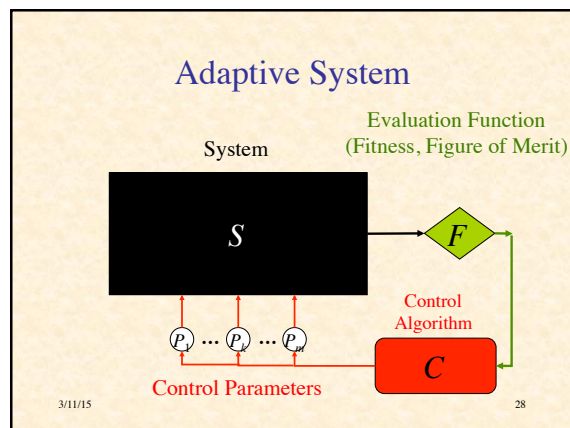 Adaptive System
Evaluation Function
(Fitness, Figure of Merit)
System
S
F
Control
Algorithm
P1 ... Pk ... Pm
C
Control Parameters
3/11/15
28